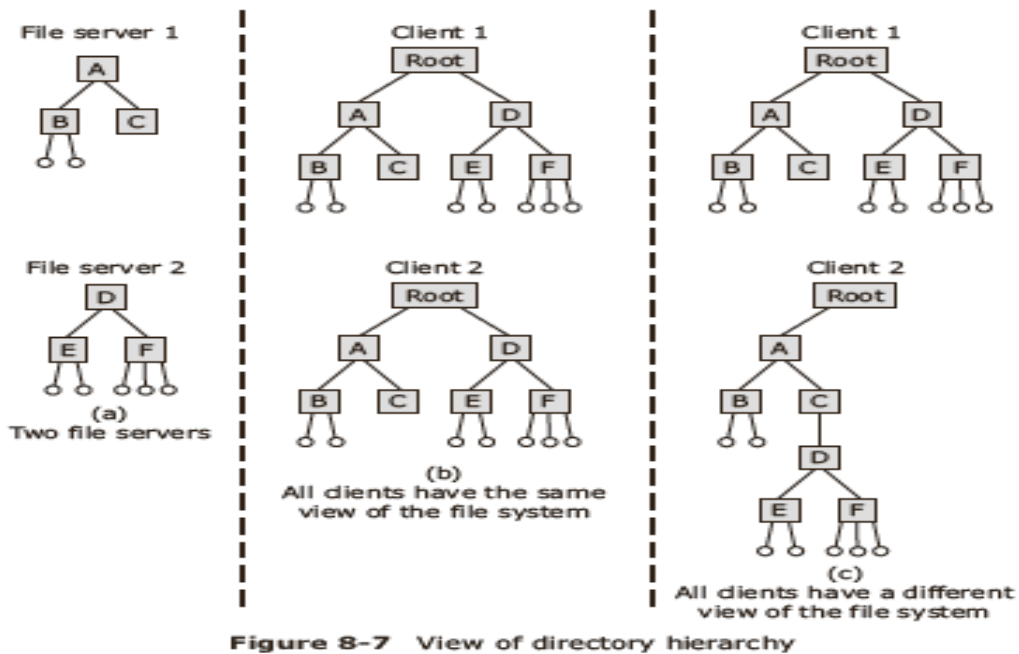 File server 1
A
B C
File server 2
D
E F
(a)
Two file servers
Client 1
Root
A D
B C E F
Client 2
Root
A D
B C E F
(b)
All clients have the same
view of the file system
Client 1
Root
A D
B C E F
Client 2
Root
A
B C
D
E F
(c)
All clients have a different
view of the file system
Figure 8-7 View of directory hierarchy